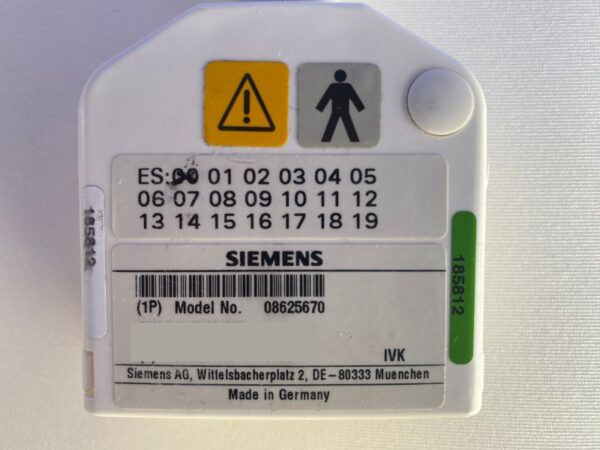 ES:00 01 02 03 04 05
06 07 08 09 10 11 12
13 14 15 16 17 18 19
185812
185812
SIEMENS
(1P) Model No. 08625670
IVK
Siemens AG, Wittelsbacherplatz 2, DE-80333 Muenchen
Made in Germany